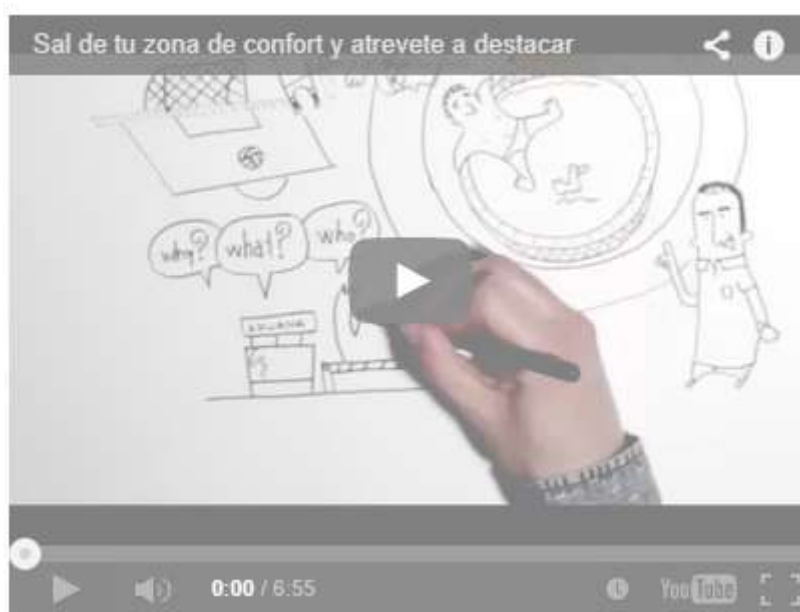 Sal de tu zona de confort y atrevete a destacar
why? what? who?
0:00 / 6:55
YouTube